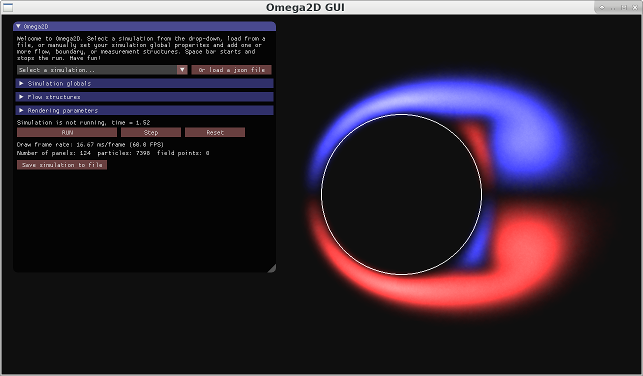 Omega2D GUI
Omega2D
Welcome to Omega2D. Select a simulation from the drop-down, load from a
file, or manually set your simulation global properites and add one or
more flow, boundary, or measurement structures. Space bar starts and
stops the run. Have fun!
Select a simulation...
Or load a json file
Simulation globals
Flow structures
Rendering parameters
Simulation is not running, time = 1.52
RUN
Step
Reset
Draw frame rate: 16.67 ms/frame (60.0 FPS)
Number of panels: 124 particles: 7398 field points: 0
Save simulation to file